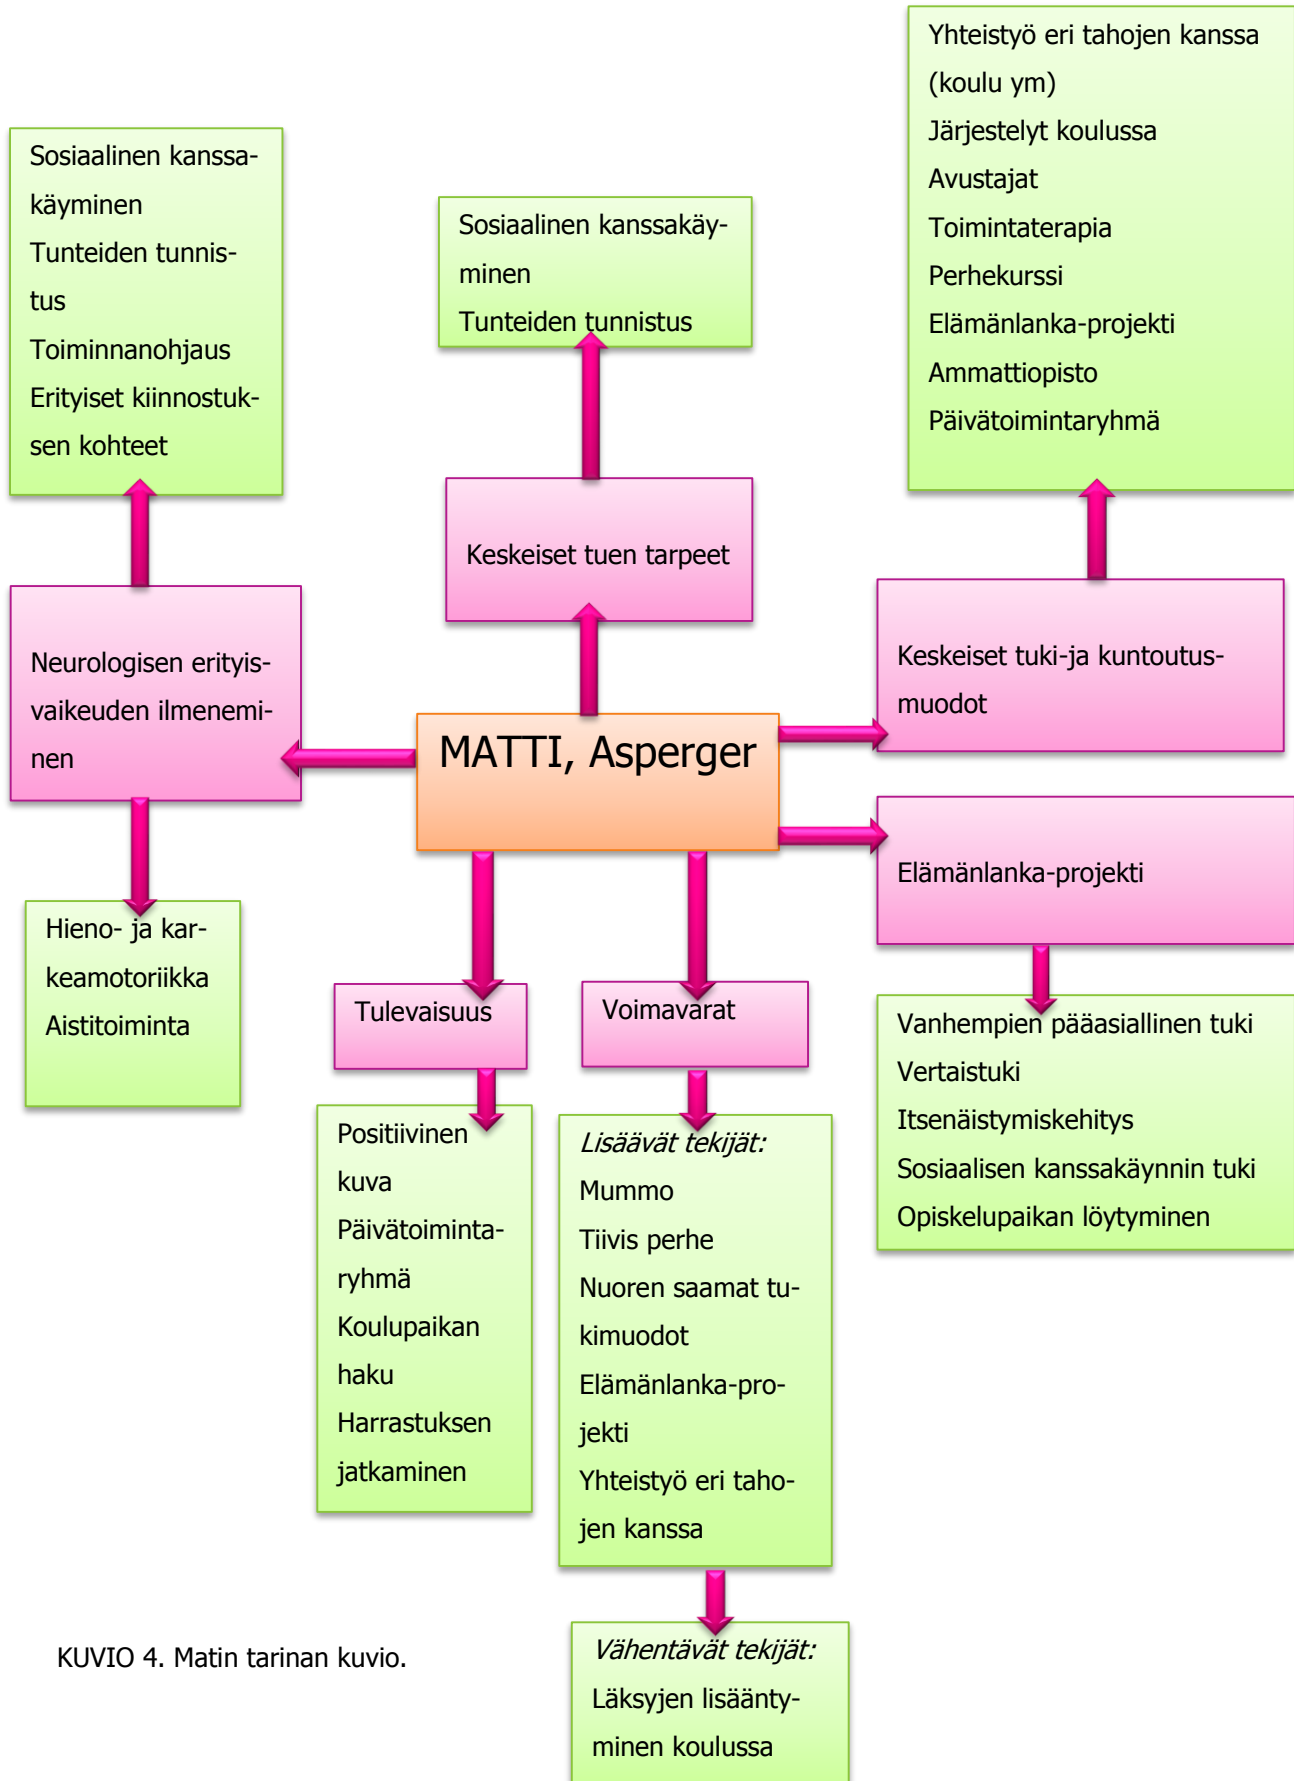 Yhteistyö eri tahojen kanssa
(koulu ym)
Järjestelyt koulussa
Avustajat
Toimintaterapia
Perhekurssi
Elämänlanka-projekti
Ammattiopisto
Päivätoimintaryhmä
Sosiaalinen kanssa-
käyminen
Tunteiden tunnis-
tus
Toiminnanohjaus
Erityiset kiinnostuk-
sen kohteet
Sosiaalinen kanssakäy-
minen
Tunteiden tunnistus
Keskeiset tuen tarpeet
Neurologisen erityis-
vaikeuden ilmenemi-
nen
Keskeiset tuki-ja kuntoutus-
muodot
MATTI, Asperger
Elämänlanka-projekti
Hieno- ja kar-
keamotoriikka
Aistitoiminta
Tulevaisuus
Voimavarat
Vanhempien pääasiallinen tuki
Vertaistuki
Itsenäistymiskehitys
Sosiaalisen kanssakäynnin tuki
Opiskelupaikan löytyminen
Positiivinen
kuva
Päivätoiminta-
ryhmä
Koulupaikan
haku
Harrastuksen
jatkaminen
Lisäävät tekijät:
Mummo
Tiivis perhe
Nuoren saamat tu-
kimuodot
Elämänlanka-pro-
jekti
Yhteistyö eri taho-
jen kanssa
Vähentävät tekijät:
Läksyjen lisäänty-
minen koulussa
KUVIO 4. Matin tarinan kuvio.